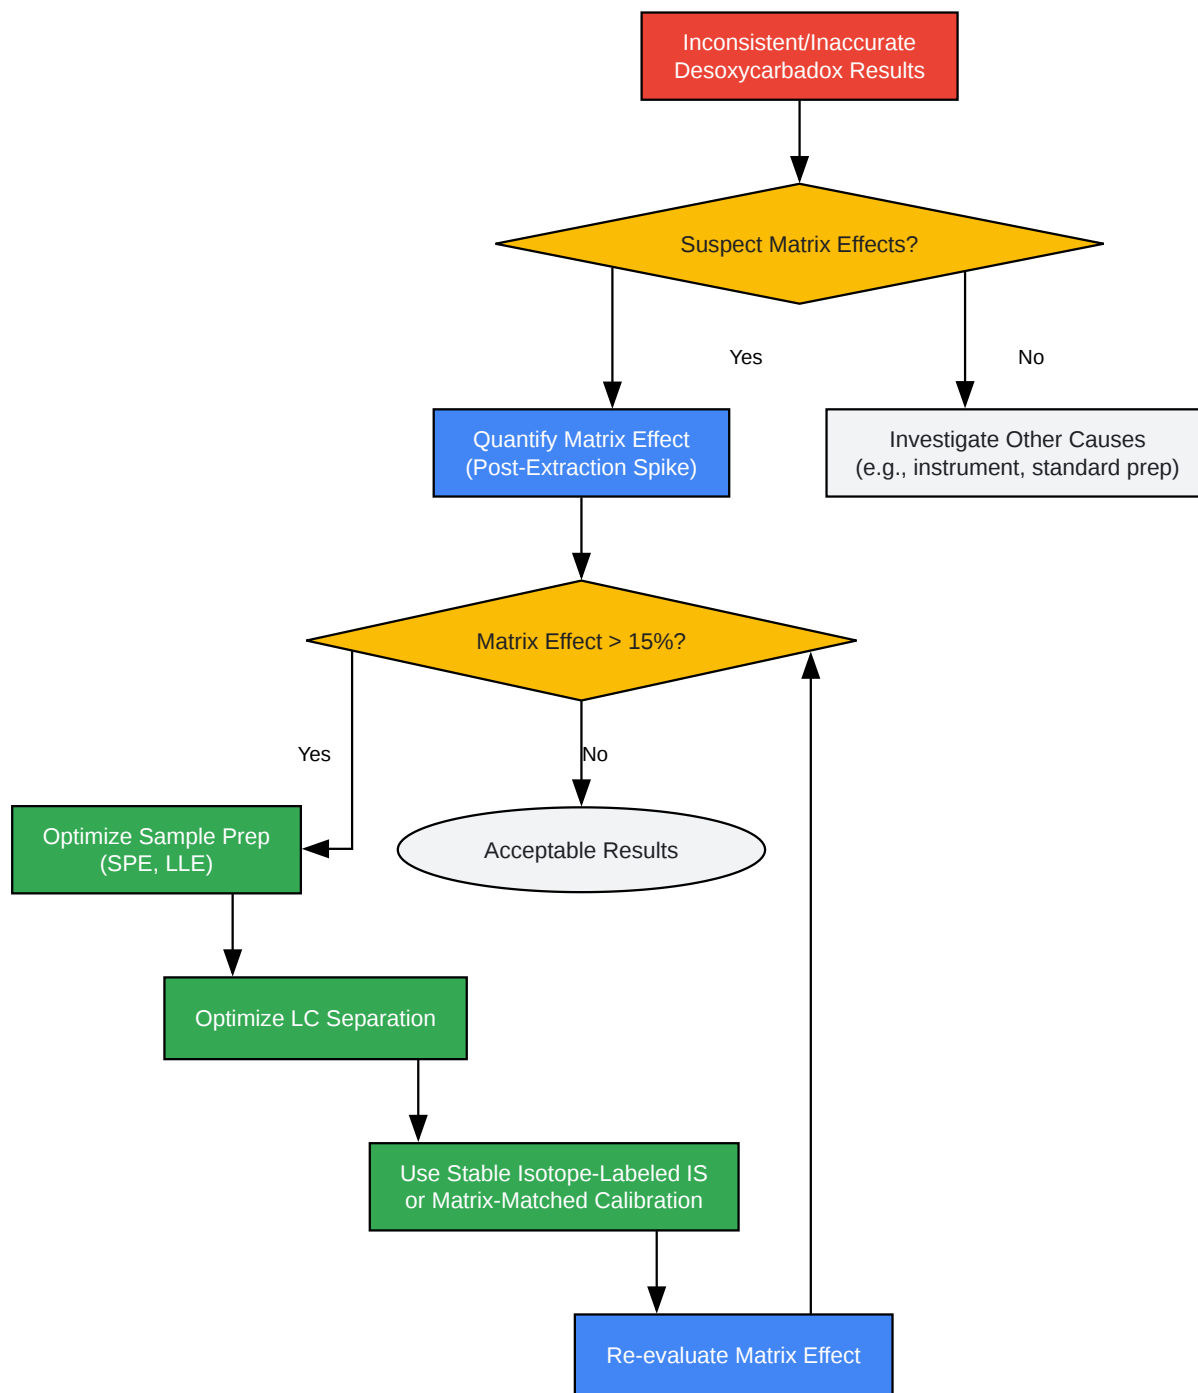 Inconsistent/Inaccurate
Desoxycarbadox Results
Suspect Matrix Effects?
Yes
No
Quantify Matrix Effect
(Post-Extraction Spike)
Investigate Other Causes
(e.g., instrument, standard prep)
Matrix Effect > 15%?
Yes
No
Optimize Sample Prep
(SPE, LLE)
Acceptable Results
Optimize LC Separation
Use Stable Isotope-Labeled IS
or Matrix-Matched Calibration
Re-evaluate Matrix Effect